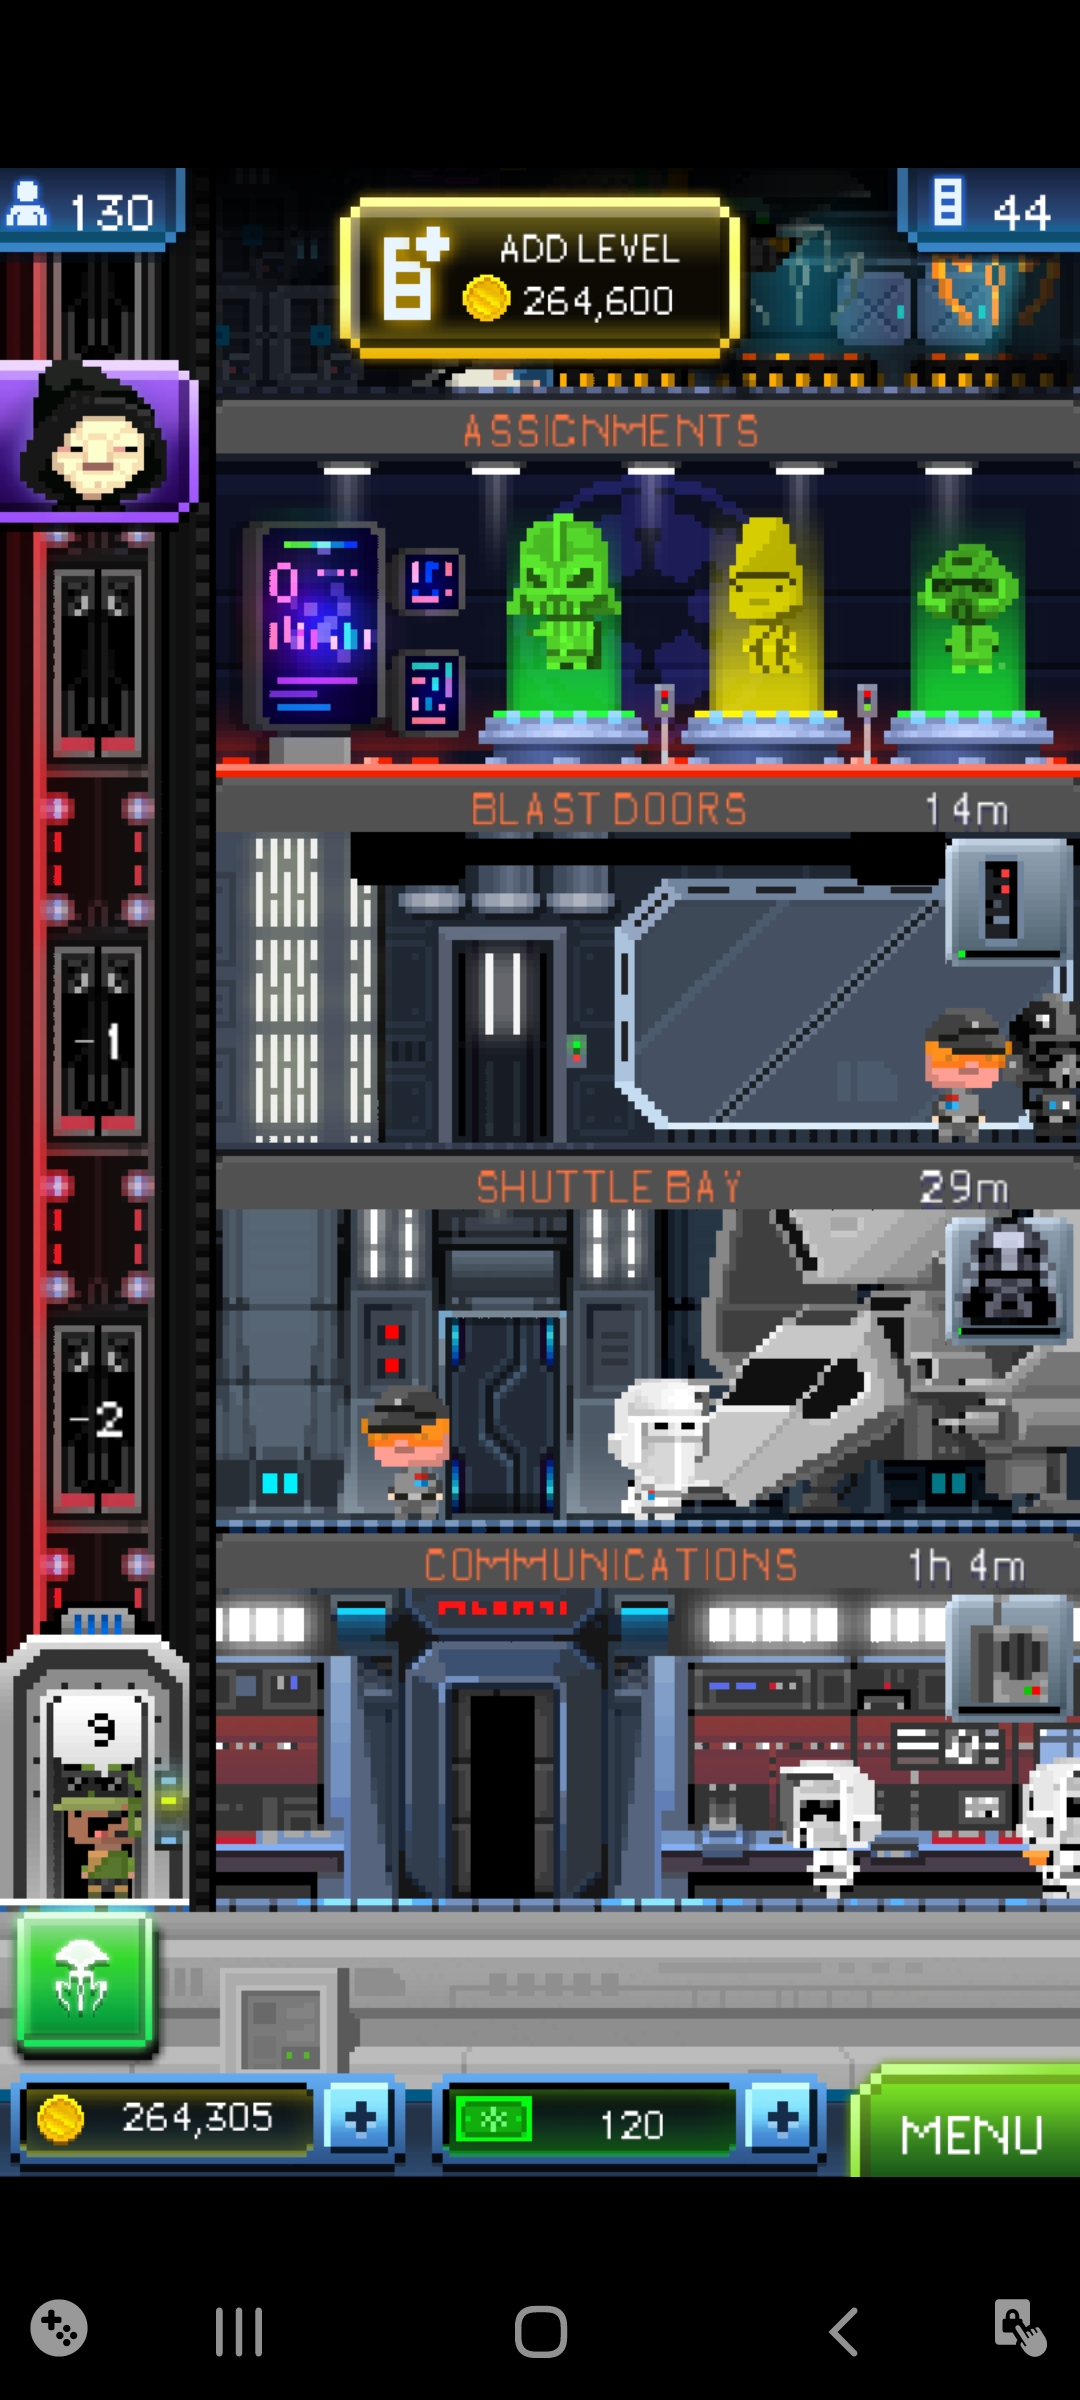 130
ADD LEVEL
264,600
44
ASSIGNMENTS
BLAST DOORS 14m
-1
SHUTTLE BAY 29m
-2
COMMUNICATIONS 1h 4m
9
264,305
120
MENU